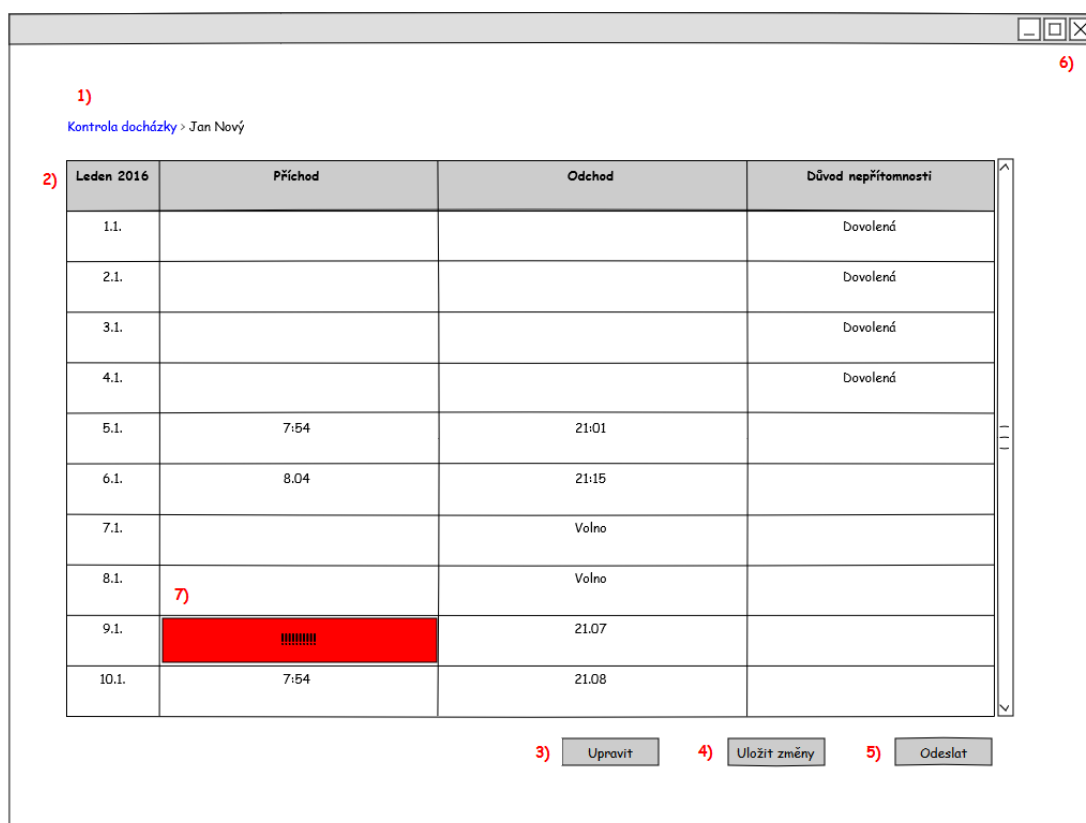 6)
1)
Kontrola docházky > Jan Nový
2) Leden 2016 Příchod Odchod Důvod nepřítomnosti
1.1. Dovolená
2.1. Dovolená
3.1. Dovolená
4.1. Dovolená
5.1. 7:54 21:01
6.1. 8.04 21:15
7.1. Volno
8.1. Volno
7)
9.1. !!!!!!!!!! 21.07
10.1. 7:54 21.08
3) Upravit 4) Uložit změny 5) Odeslat